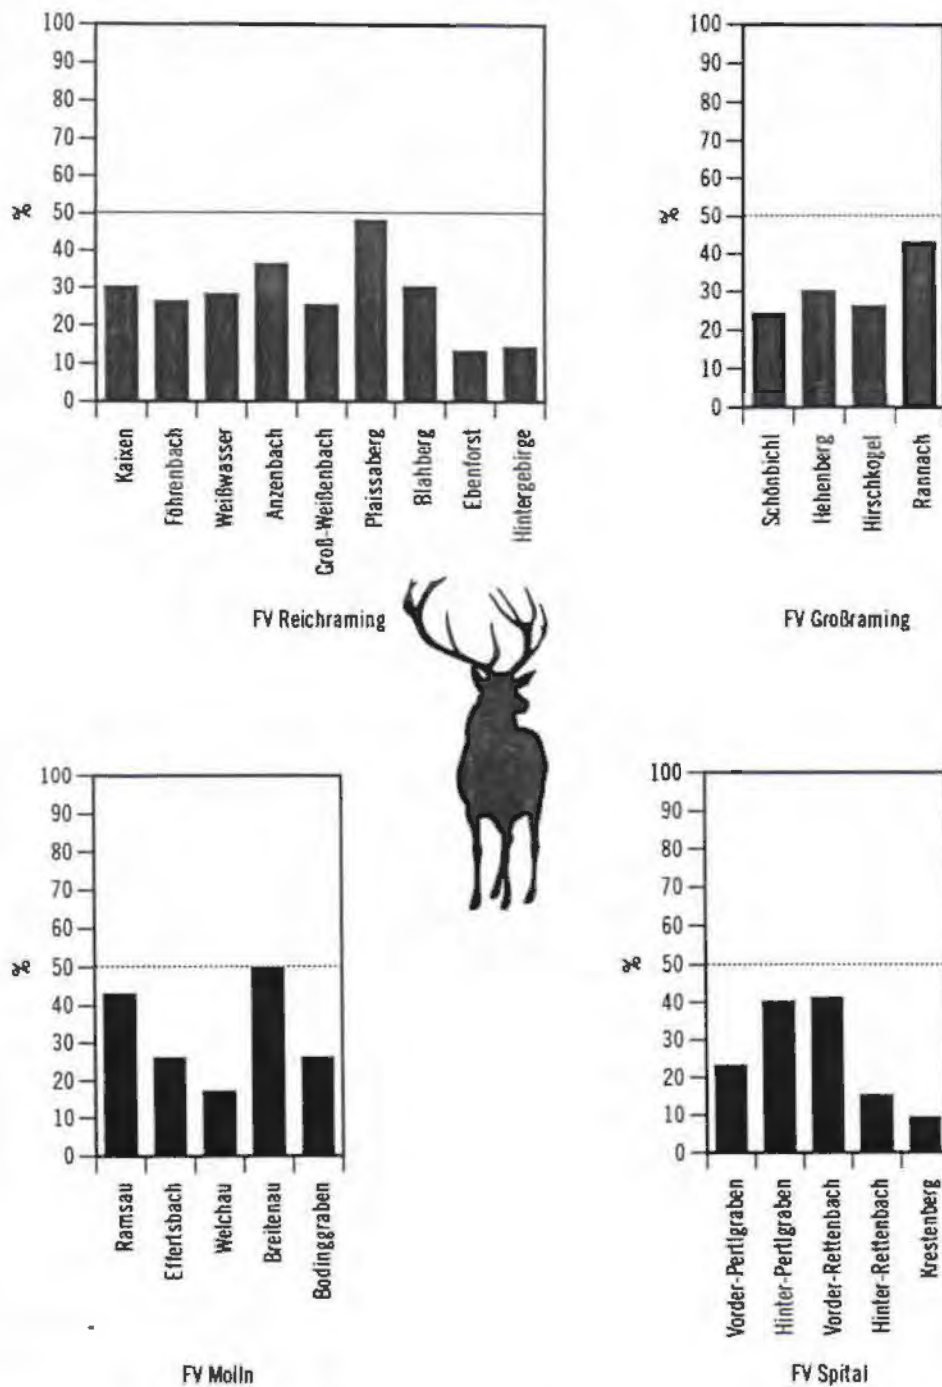 100
90
80
70
60
50
40
30
20
10
0
%
Kaixen
Föhrenbach
Weißwasser
Anzenbach
Groß-Weißenbach
Plaissaberg
Blahberg
Ebenforst
Hintergebirge
FV Reichraming
100
90
80
70
60
50
40
30
20
10
0
%
Schönbichl
Hehenberg
Hirschkogel
Rannach
FV Großraming
100
90
80
70
60
50
40
30
20
10
0
%
Ramsau
Effertsbach
Welchau
Breitenau
Bodinggraben
FV Molln
100
90
80
70
60
50
40
30
20
10
0
%
Vorder-Pertlgraben
Hinter-Pertlgraben
Vorder-Rettenbach
Hinter-Rettenbach
Krestenberg
FV Spital